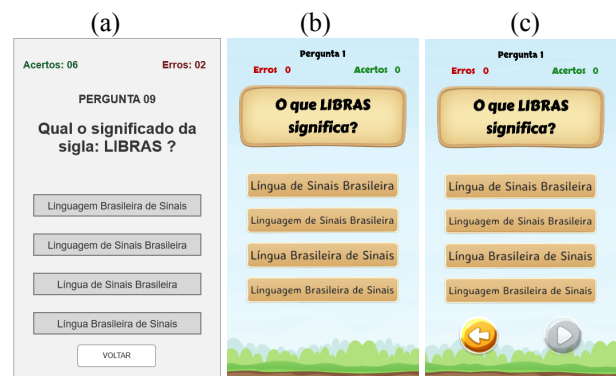 (a)
Acertos: 06 Erros: 02
PERGUNTA 09
Qual o significado da
sigla: LIBRAS ?
Linguagem Brasileira de Sinais
Linguagem de Sinais Brasileira
Língua de Sinais Brasileira
Língua Brasileira de Sinais
VOLTAR
(b)
Pergunta 1
Erros 0 Acertos 0
O que LIBRAS
significa?
Língua de Sinais Brasileira
Linguagem de Sinais Brasileira
Língua Brasileira de Sinais
Linguagem Brasileira de Sinais
(c)
Pergunta 1
Erros 0 Acertos 0
O que LIBRAS
significa?
Língua de Sinais Brasileira
Linguagem de Sinais Brasileira
Língua Brasileira de Sinais
Linguagem Brasileira de Sinais